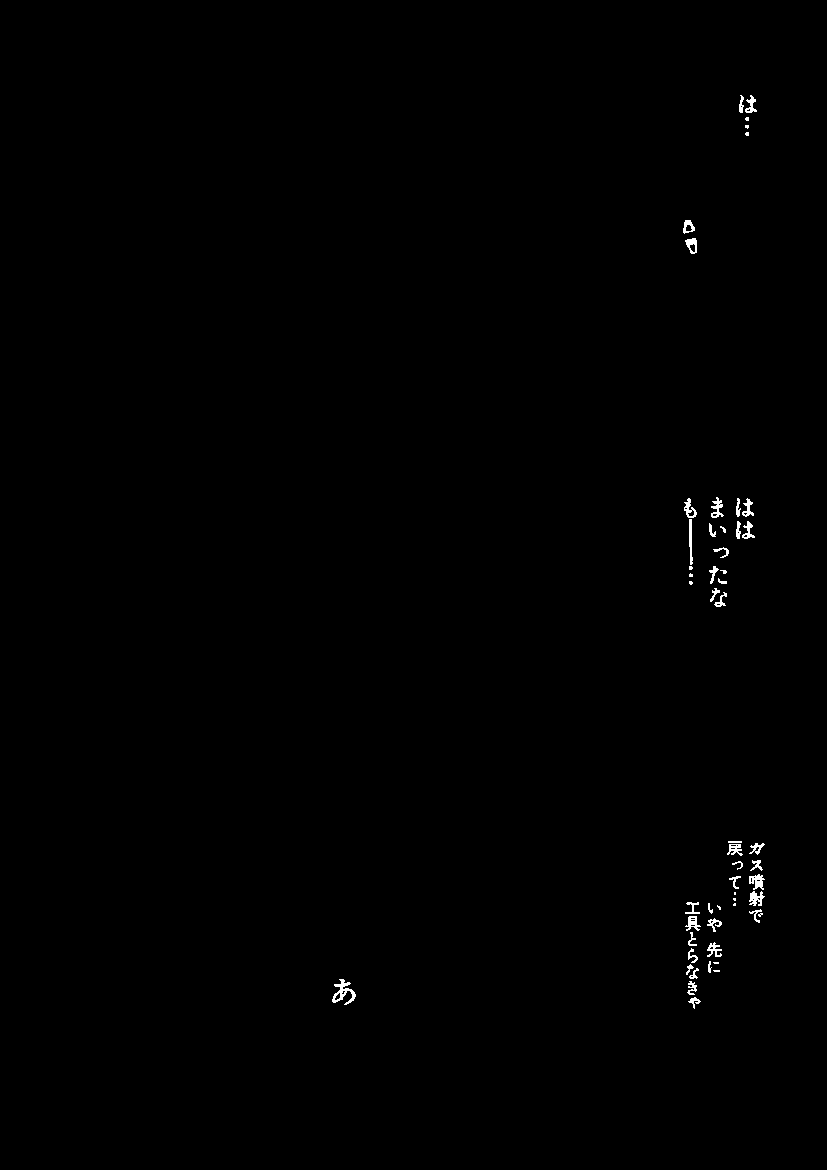 は…
はは
まいったな
も――…
ガス噴射で
戻って…
いや 先に
工具とらなきゃ
あ